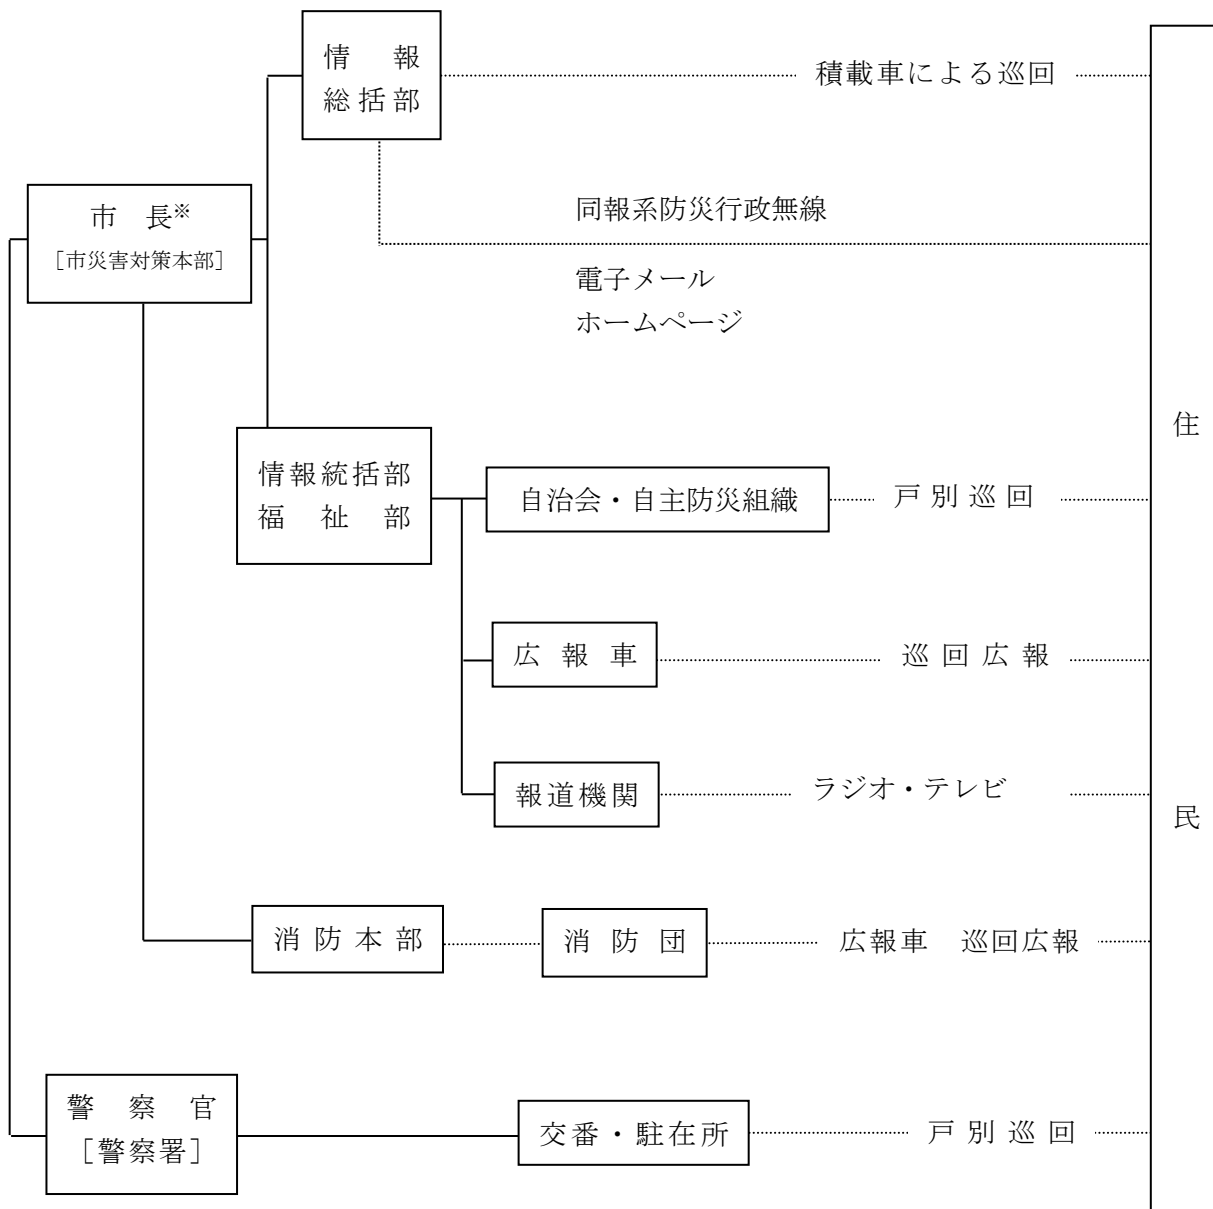 情報
総括部
積載車による巡回
市長※
［市災害対策本部］
同報系防災行政無線
電子メール
ホームページ
情報統括部
福祉部
自治会・自主防災組織
戸別巡回
広報車
巡回広報
報道機関
ラジオ・テレビ
消防本部
消防団
広報車　巡回広報
警察官
［警察署］
交番・駐在所
戸別巡回
住
民